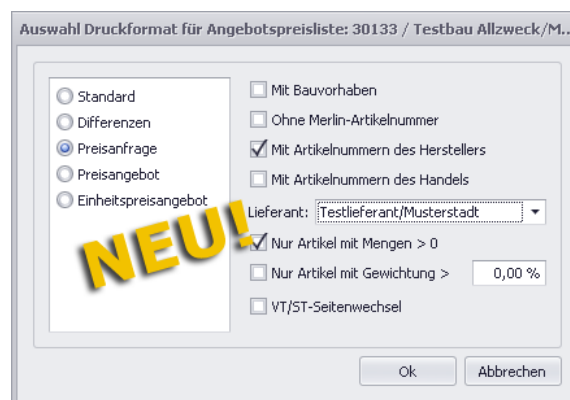 Auswahl Druckformat für Angebotspreisliste: 30133 / Testbau Allzweck/M..
Standard
Differenzen
Preisanfrage
Preisangebot
Einheitspreisangebot
Mit Bauvorhaben
Ohne Merlin-Artikelnummer
Mit Artikelnummern des Herstellers
Mit Artikelnummern des Handels
Lieferant: Testlieferant/Musterstadt
Nur Artikel mit Mengen > 0
Nur Artikel mit Gewichtung > 0,00 %
VT/ST-Seitenwechsel
NEU!
Ok Abbrechen